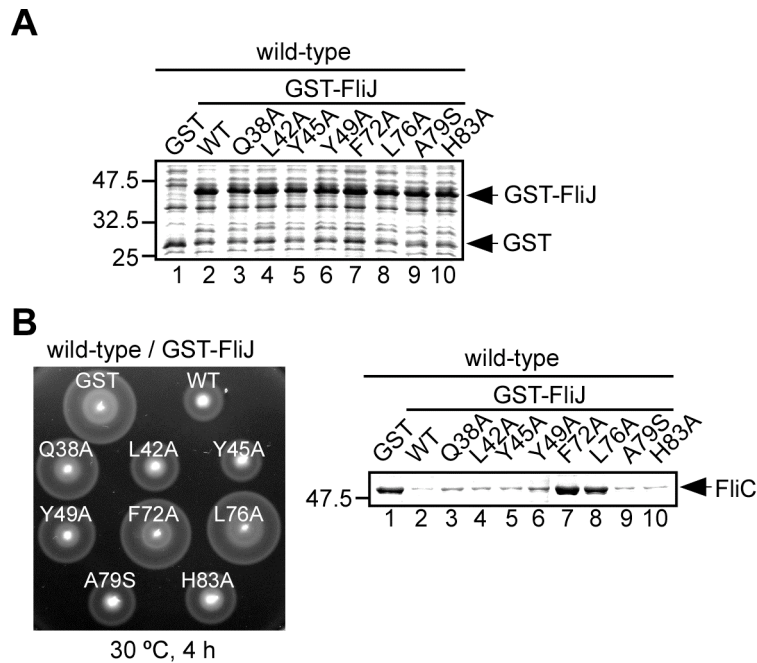 A
wild-type
GST-FliJ
GST WT Q38A L42A Y45A Y49A F72A L76A A79S H83A
47.5
GST-FliJ
32.5
GST
25
1 2 3 4 5 6 7 8 9 10
B
wild-type / GST-FliJ
GST WT
Q38A L42A Y45A
Y49A F72A L76A
A79S H83A
30 ºC, 4 h
wild-type
GST-FliJ
GST WT Q38A L42A Y45A Y49A F72A L76A A79S H83A
FliC
47.5
1 2 3 4 5 6 7 8 9 10